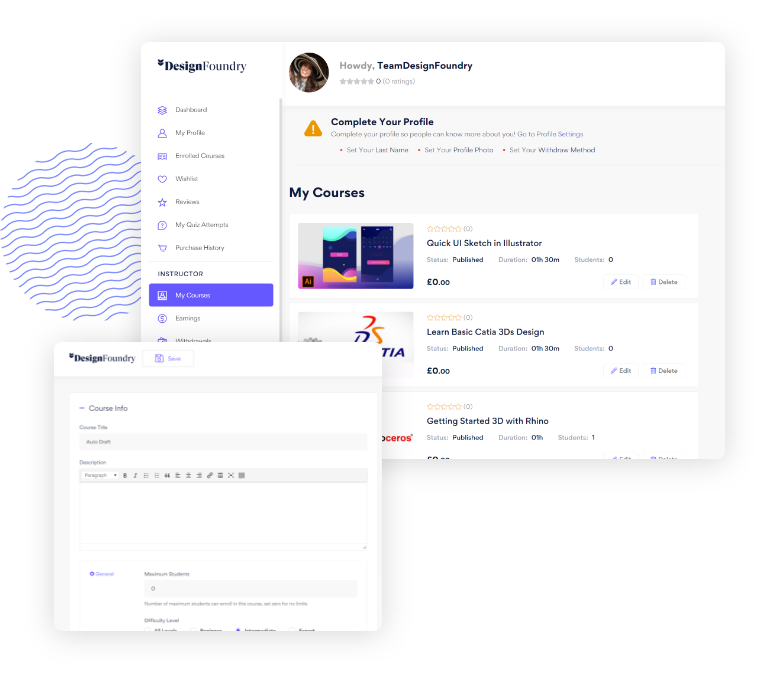 DesignFoundry
Howdy, TeamDesignFoundry
0 (0 ratings)
Dashboard
My Profile
Enrolled Courses
Wishlist
Reviews
My Quiz Attempts
Purchase History
INSTRUCTOR
My Courses
Earnings
Withdrawals
Complete Your Profile
Complete your profile so people can know more about you! Go to Profile Settings
• Set Your Last Name • Set Your Profile Photo • Set Your Withdraw Method
My Courses
Ai
(0)
Quick UI Sketch in Illustrator
Status: Published Duration: 01h 30m Students: 0
£0.00
Edit Delete
TIA
(0)
Learn Basic Catia 3Ds Design
Status: Published Duration: 01h 30m Students: 0
£0.00
Edit Delete
oceros
(0)
Getting Started 3D with Rhino
Status: Published Duration: 01h Students: 1
£0.00
Edit Delete
DesignFoundry
Save
Course Info
Course Title
Auto Draft
Description
Paragraph
B I
General
Maximum Students
0
Number of maximum students can enroll in this course, set zero for no limits
Difficulty Level
All Levels Beginner Intermediate Expert